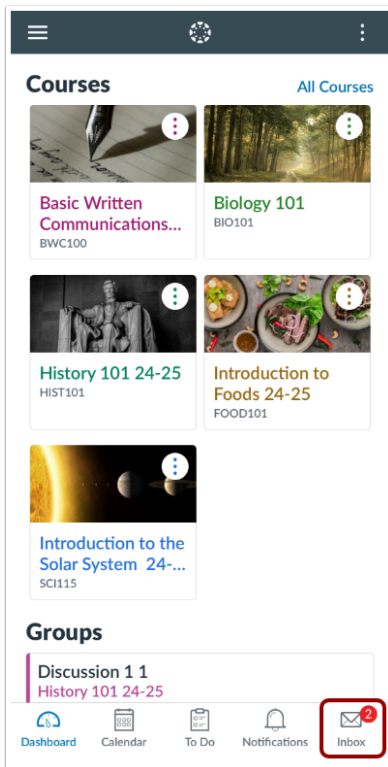 Courses
All Courses
Basic Written
Communications...
BWC100
Biology 101
BIO101
History 101 24-25
HIST101
Introduction to
Foods 24-25
FOOD101
Introduction to the
Solar System 24-...
SCI115
Groups
Discussion 1 1
History 101 24-25
2
Dashboard
Calendar
To Do
Notifications
Inbox